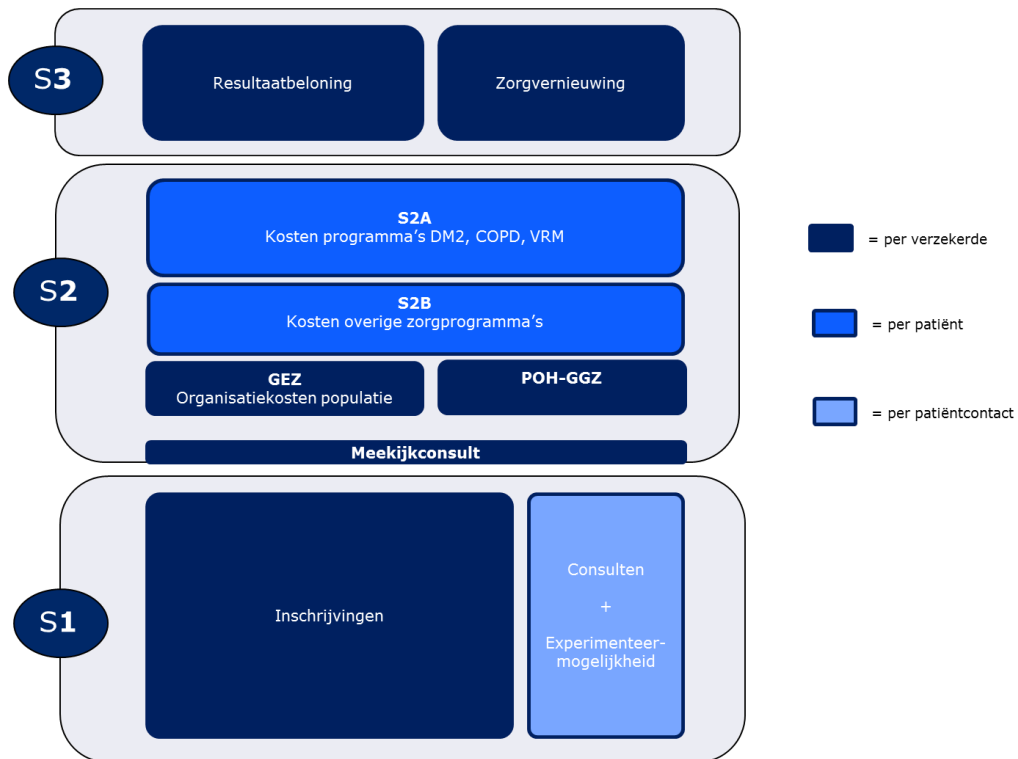 S3
Resultaatbeloning
Zorgvernieuwing
S2
S2A
Kosten programma’s DM2, COPD, VRM
S2B
Kosten overige zorgprogramma’s
GEZ
Organisatiekosten populatie
POH-GGZ
Meekijkconsult
S1
Inschrijvingen
Consulten
+
Experimenteer-
mogelijkheid
= per verzekerde
= per patiënt
= per patiëntcontact